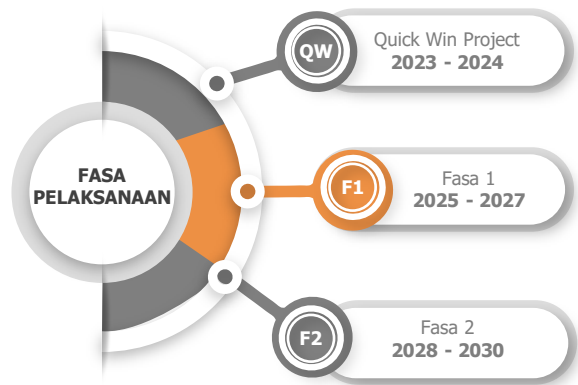 FASA
PELAKSANAAN
QW
Quick Win Project
2023 - 2024
F1
Fasa 1
2025 - 2027
F2
Fasa 2
2028 - 2030